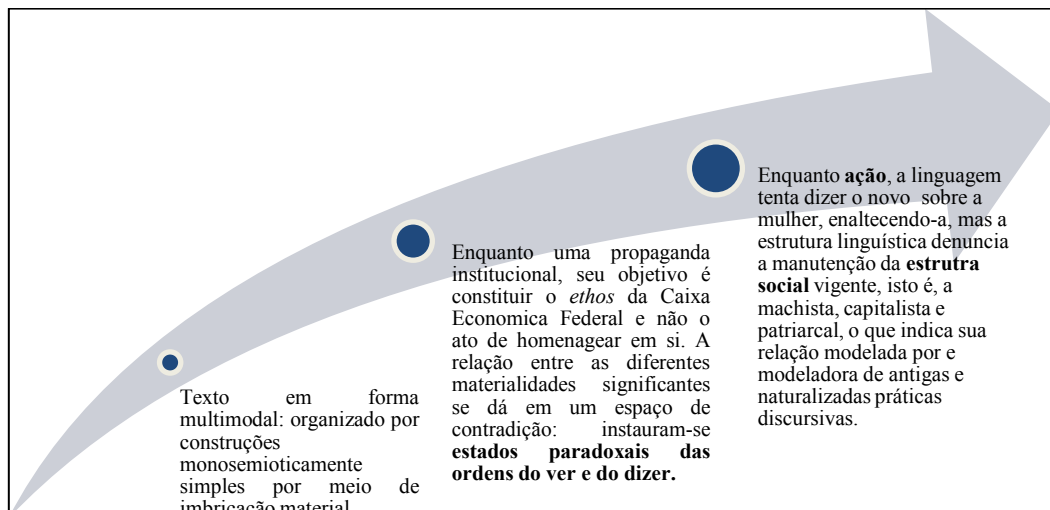 Texto em forma
multimodal: organizado por
construções
monosemioticamente
simples por meio de
imbricação material
Enquanto uma propaganda
institucional, seu objetivo é
constituir o ethos da Caixa
Economica Federal e não o
ato de homenagear em si. A
relação entre as diferentes
materialidades significantes
se dá em um espaço de
contradição: instauram-se
estados paradoxais das
ordens do ver e do dizer.
Enquanto ação, a linguagem
tenta dizer o novo sobre a
mulher, enaltecendo-a, mas a
estrutura linguística denuncia
a manutenção da estrutra
social vigente, isto é, a
machista, capitalista e
patriarcal, o que indica sua
relação modelada por e
modeladora de antigas e
naturalizadas práticas
discursivas.